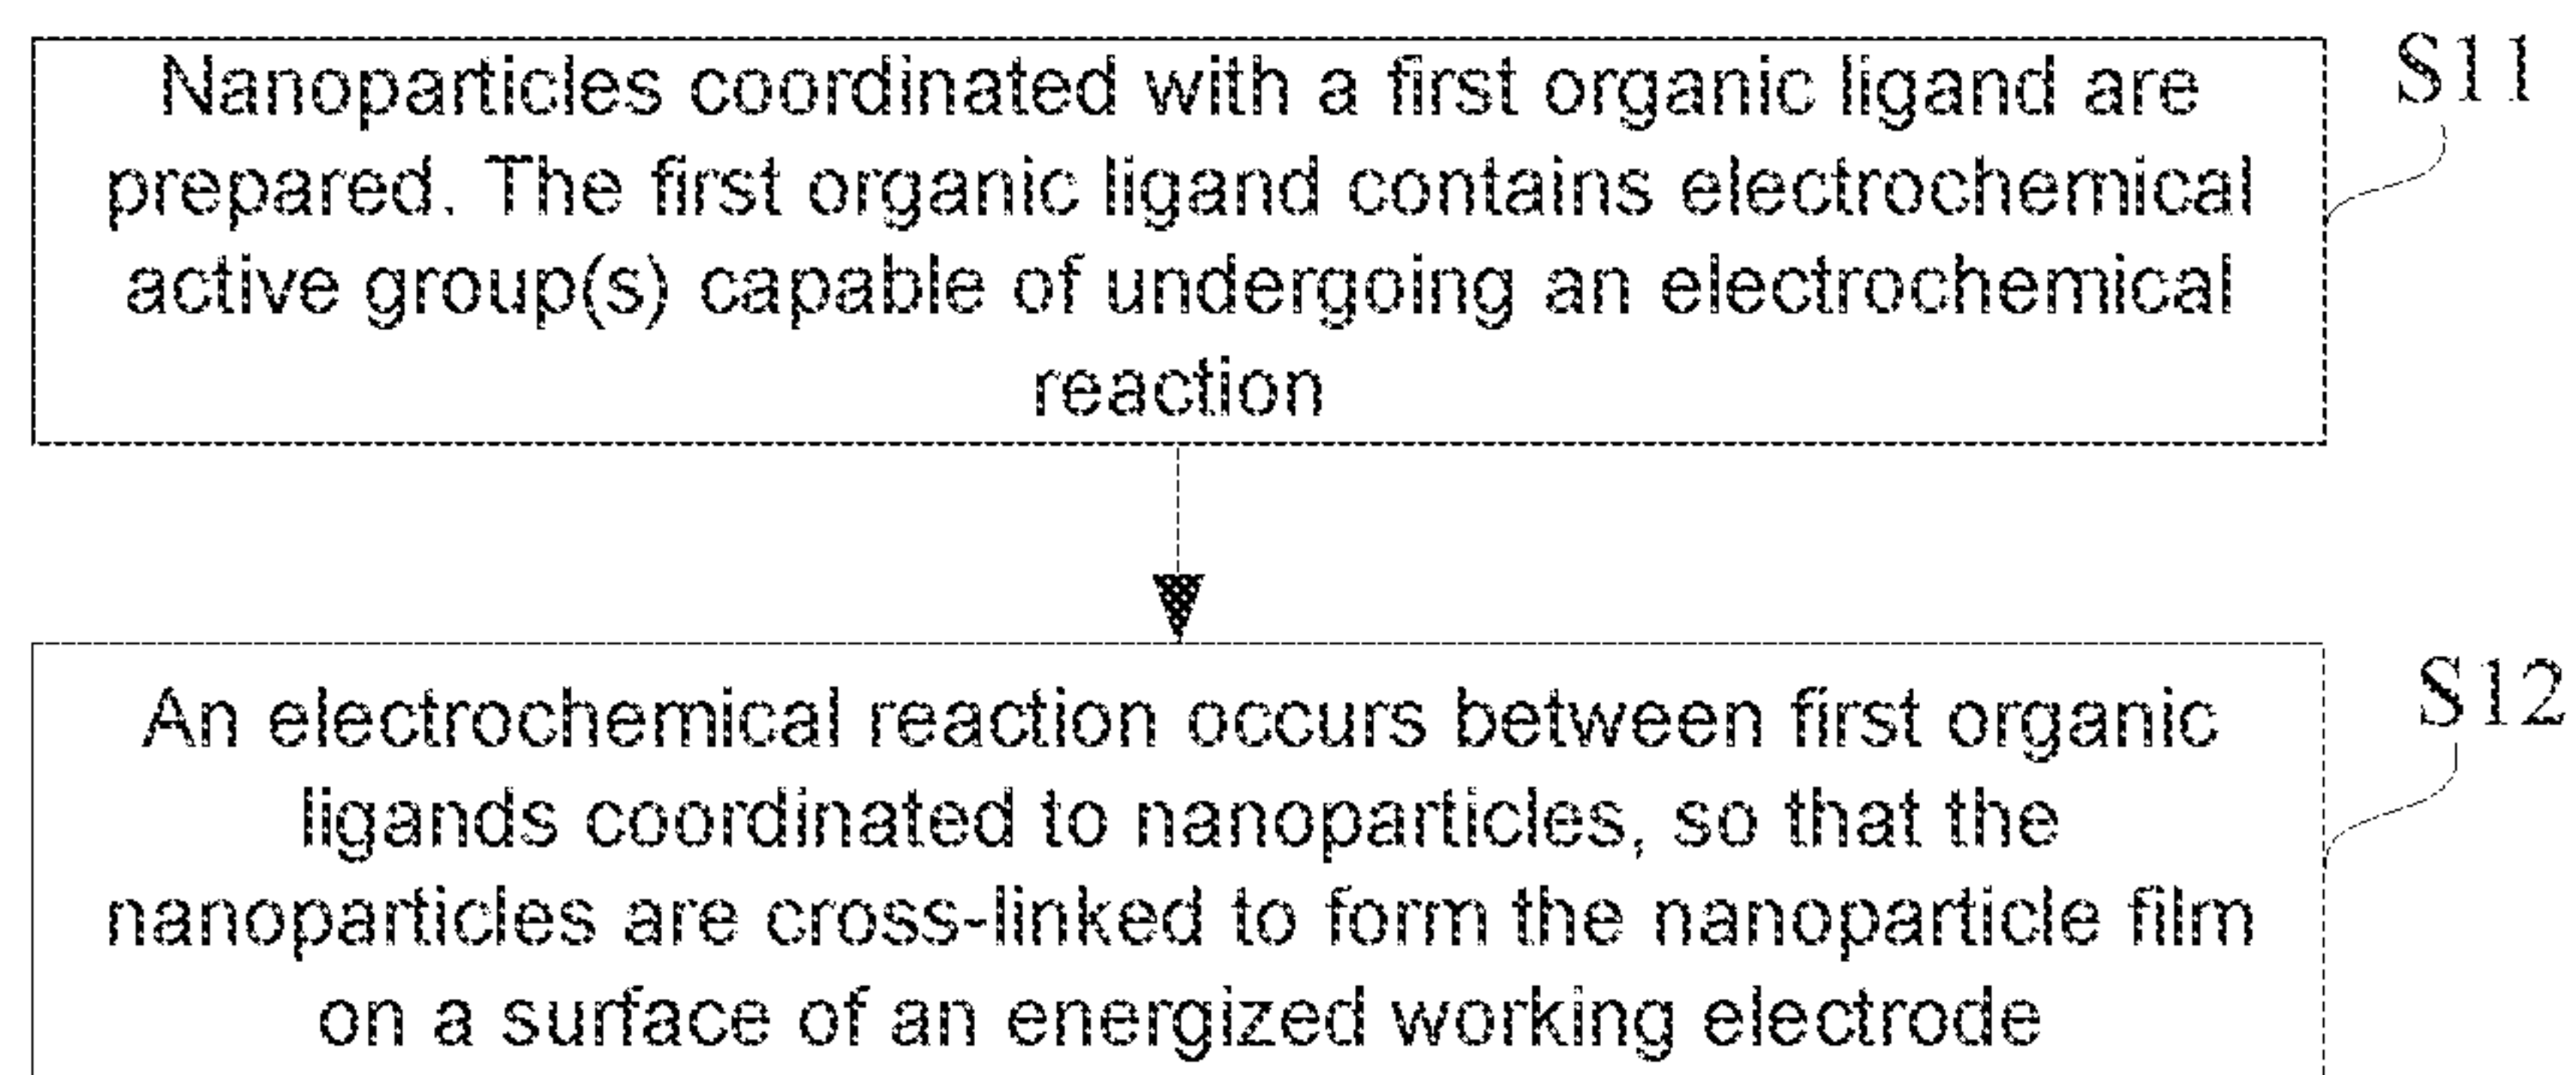 Nanoparticles coordinated with a first organic ligand are
prepared. The first organic ligand contains electrochemical
active group(s) capable of undergoing an electrochemical
reaction
S11
An electrochemical reaction occurs between first organic
ligands coordinated to nanoparticles, so that the
nanoparticles are cross-linked to form the nanoparticle film
on a surface of an energized working electrode
S12